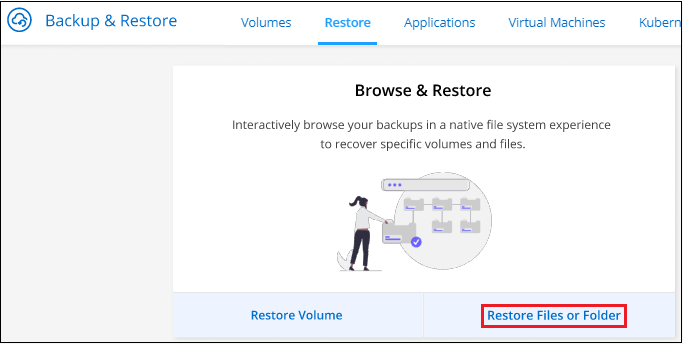 Backup & Restore Volumes Restore Applications Virtual Machines Kubern
Browse & Restore
Interactively browse your backups in a native file system experience
to recover specific volumes and files.
Restore Volume Restore Files or Folder